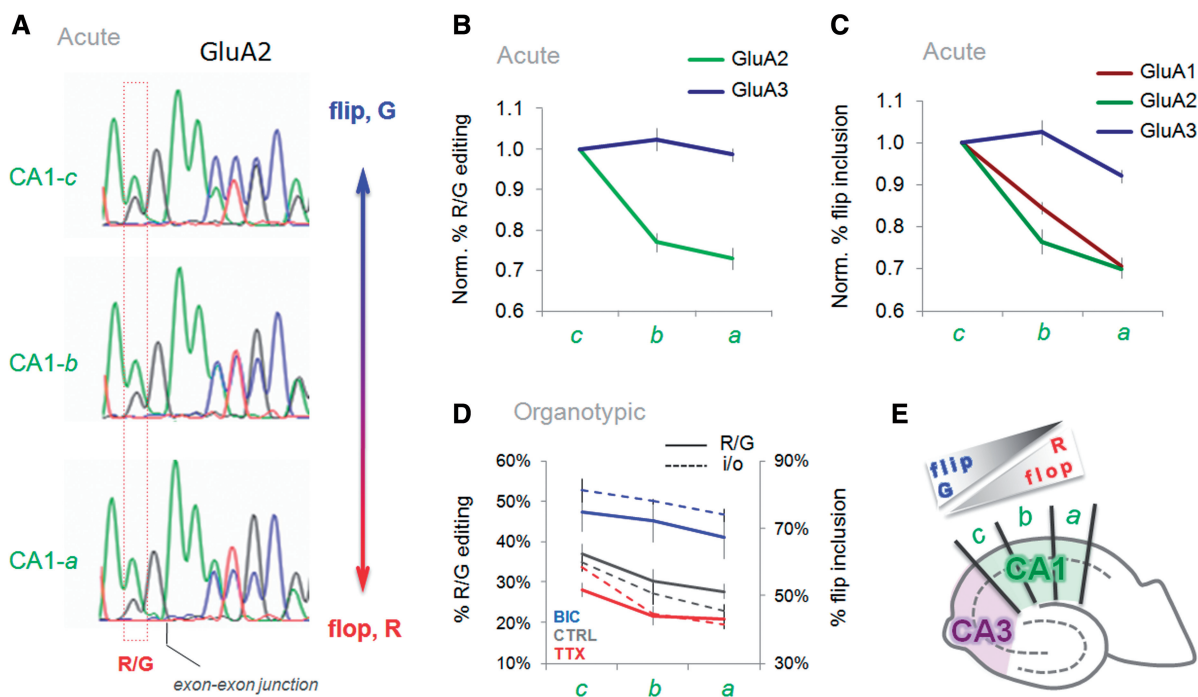 A
Acute
GluA2
CA1-c
CA1-b
CA1-a
flip, G
flop, R
R/G
exon-exon junction
B
Acute
GluA2
GluA3
Norm. % R/G editing
1.1
1.0
0.9
0.8
0.7
0.6
c b a
C
Acute
GluA1
GluA2
GluA3
Norm. % flip inclusion
1.1
1.0
0.9
0.8
0.7
0.6
c b a
D
Organotypic
R/G
i/o
% R/G editing
60%
50%
40%
30%
20%
10%
90%
70%
50%
30%
% flip inclusion
BIC
CTRL
TTX
c b a
E
flip
G
R
flop
c b a
CA1
CA3